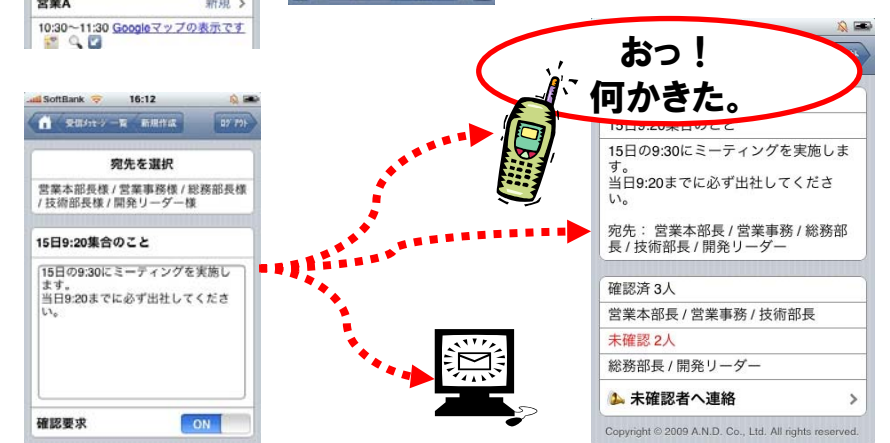 営業A 新規
10:30～11:30 Googleマップの表示です
SoftBank 16:12
受信メッセージ一覧 新規作成 ログアウト
宛先を選択
営業本部長様 / 営業事務様 / 総務部長様
/ 技術部長様 / 開発リーダー様
15日9:20集合のこと
15日の9:30にミーティングを実施し
ます。
当日9:20までに必ず出社してくださ
い。
確認要求 ON
おっ！
何かきた。
15日9:20集合のこと
15日の9:30にミーティングを実施しま
す。
当日9:20までに必ず出社してくださ
い。
宛先： 営業本部長 / 営業事務 / 総務部
長 / 技術部長 / 開発リーダー
確認済 3人
営業本部長 / 営業事務 / 技術部長
未確認 2人
総務部長 / 開発リーダー
未確認者へ連絡
Copyright © 2009 A.N.D. Co., Ltd. All rights reserved.